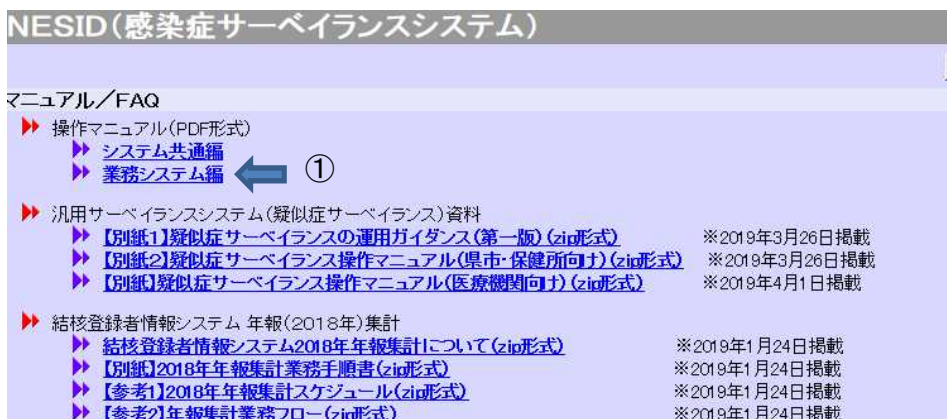 NESID(感染症サーベイランスシステム)
マニュアル/FAQ
操作マニュアル(PDF形式)
システム共通編
業務システム編 ①
汎用サーベイランスシステム(疑似症サーベイランス)資料
【別紙1】疑似症サーベイランスの運用ガイダンス(第一版)(zip形式) ※2019年3月26日掲載
【別紙2】疑似症サーベイランス操作マニュアル(県市・保健所向け)(zip形式) ※2019年3月26日掲載
【別紙】疑似症サーベイランス操作マニュアル(医療機関向け)(zip形式) ※2019年4月1日掲載
結核登録者情報システム 年報(2018年)集計
結核登録者情報システム2018年年報集計について(zip形式) ※2019年1月24日掲載
【別紙】2018年年報集計業務手順書(zip形式) ※2019年1月24日掲載
【参考1】2018年年報集計スケジュール(zip形式) ※2019年1月24日掲載
【参考2】年報集計業務フロー(zip形式) ※2019年1月24日掲載